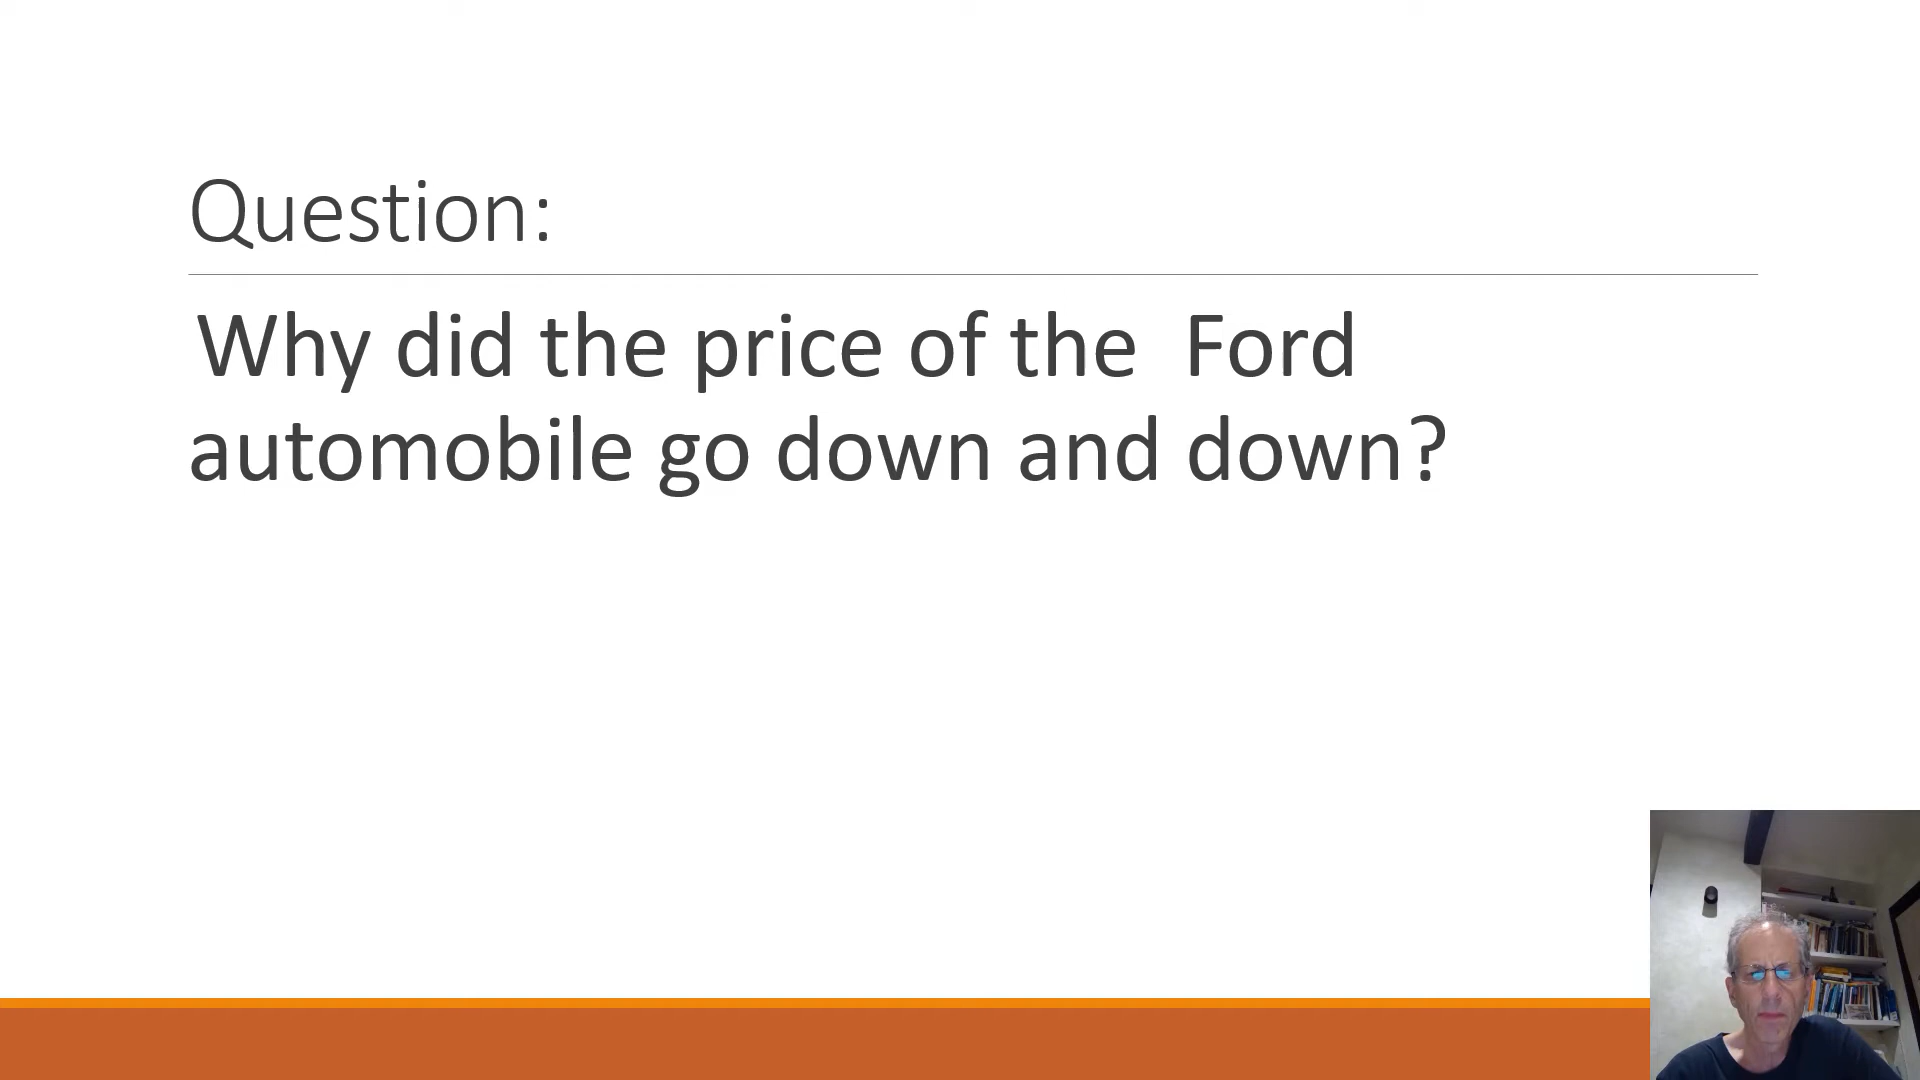 Question:
Why did the price of the Ford
automobile go down and down?